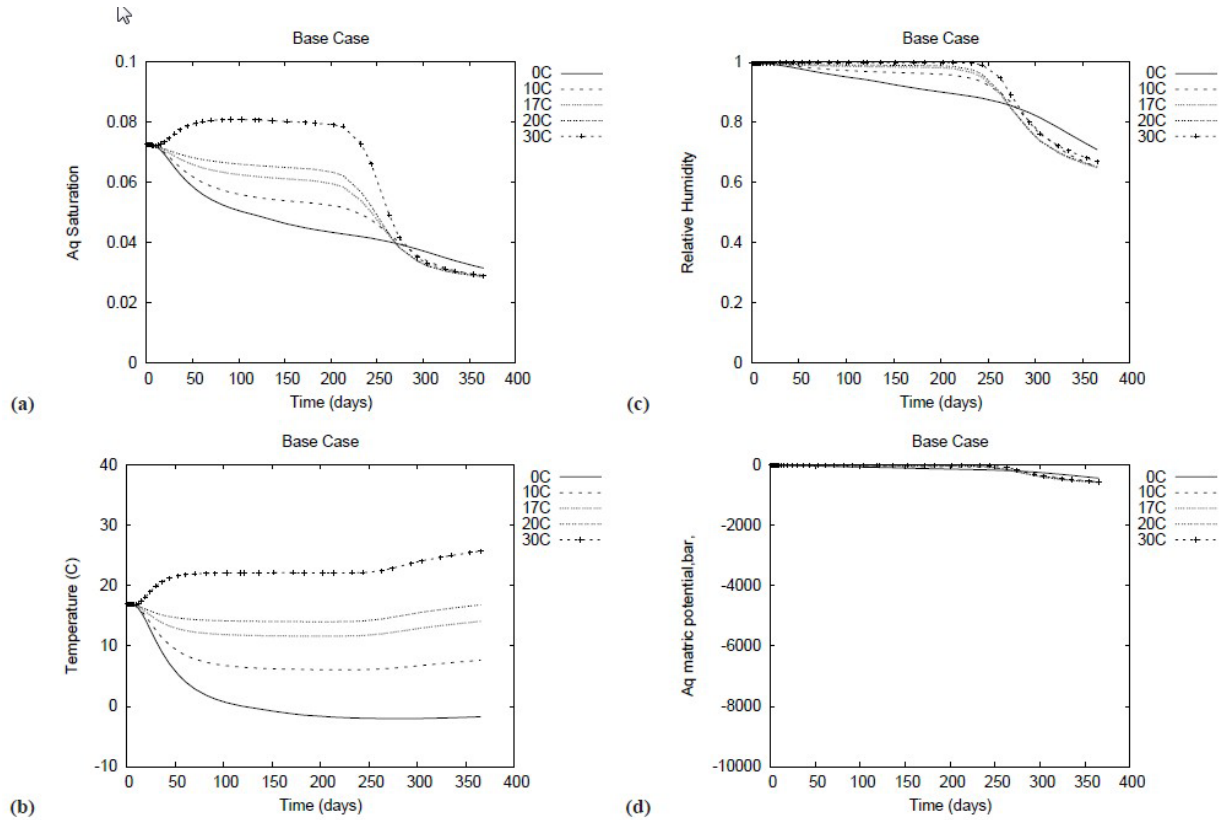 Base Case
0.1
0.08
0.06
0.04
0.02
0
Aq Saturation
0 50 100 150 200 250 300 350 400
Time (days)
0C
10C
17C
20C
30C
(a)
Base Case
1
0.8
0.6
0.4
0.2
0
Relative Humidity
0 50 100 150 200 250 300 350 400
Time (days)
0C
10C
17C
20C
30C
(c)
Base Case
40
30
20
10
0
-10
Temperature (C)
0 50 100 150 200 250 300 350 400
Time (days)
0C
10C
17C
20C
30C
(b)
Base Case
0
-2000
-4000
-6000
-8000
-10000
Aq matric potential,bar,
0 50 100 150 200 250 300 350 400
Time (days)
0C
10C
17C
20C
30C
(d)